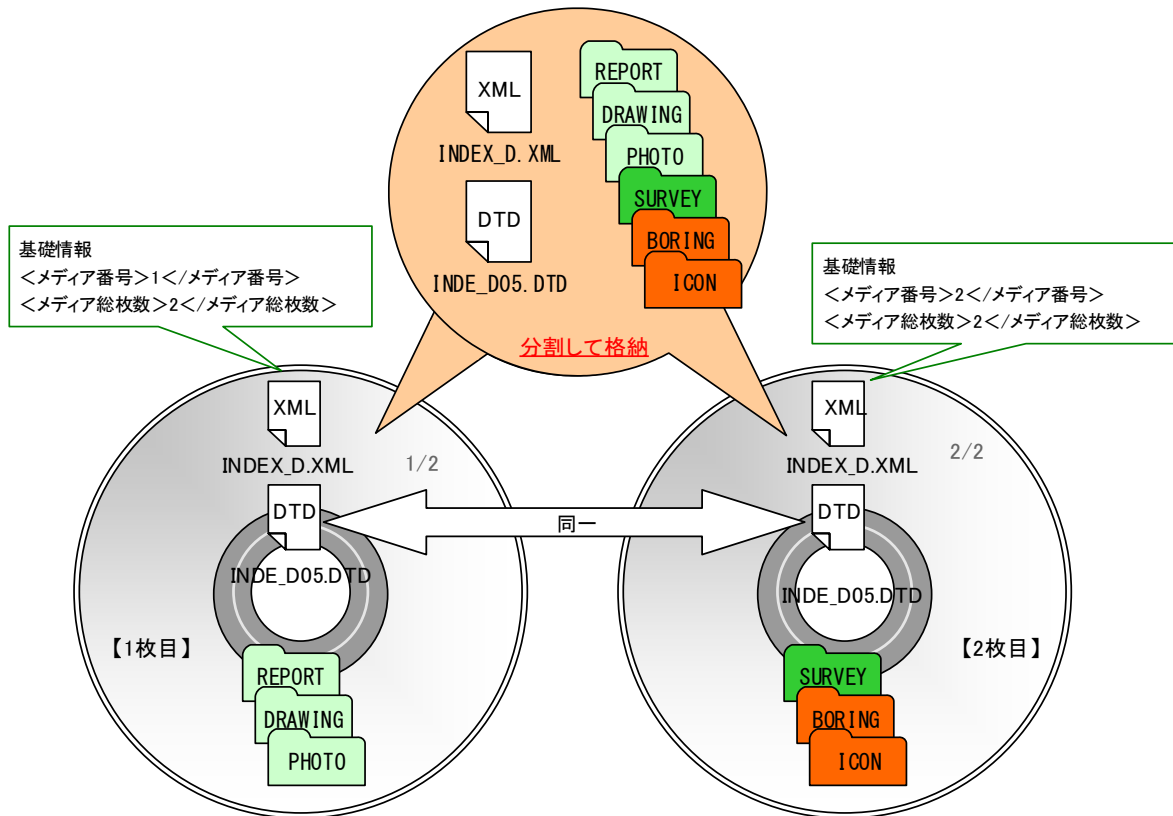 XML
INDEX_D.XML
DTD
INDE_D05.DTD
REPORT
DRAWING
PHOTO
SURVEY
BORING
ICON
分割して格納
基礎情報
<メディア番号>1</メディア番号>
<メディア総枚数>2</メディア総枚数>
基礎情報
<メディア番号>2</メディア番号>
<メディア総枚数>2</メディア総枚数>
XML
INDEX_D.XML
1/2
DTD
INDE_D05.DTD
【1枚目】
REPORT
DRAWING
PHOTO
同一
XML
INDEX_D.XML
2/2
DTD
INDE_D05.DTD
【2枚目】
SURVEY
BORING
ICON